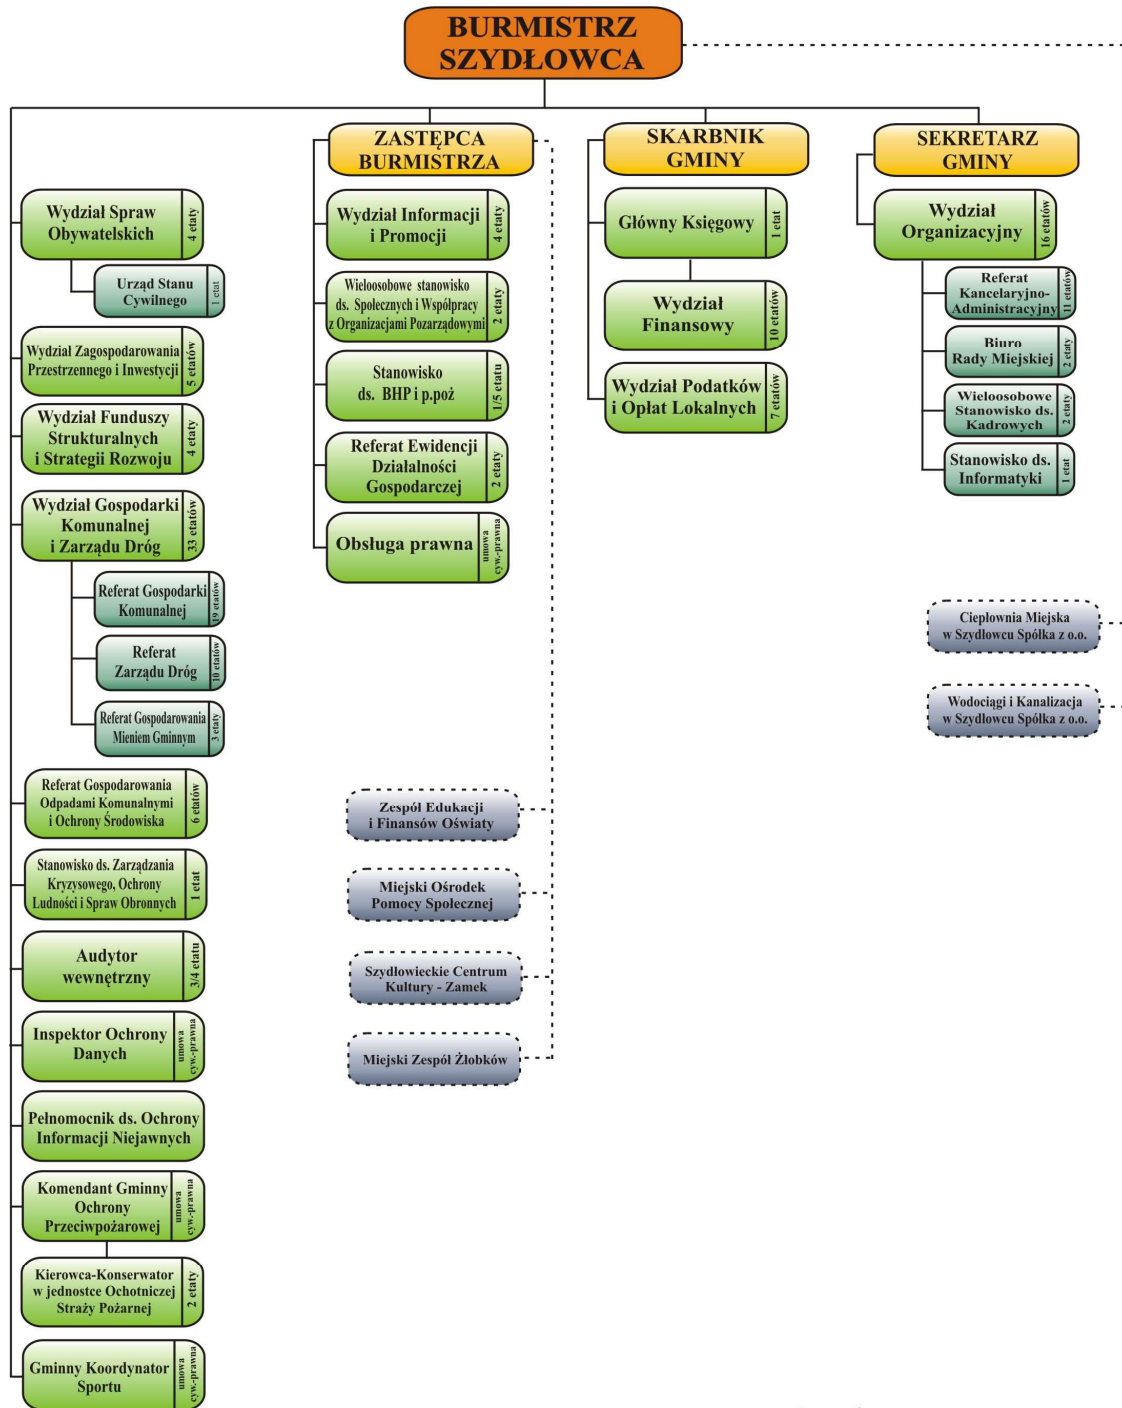 BURMISTRZ
SZYDŁOWCA
ZASTĘPCA
BURMISTRZA
SKARBNIK
GMINY
SEKRETARZ
GMINY
Wydział Spraw
Obywatelskich
4 etaty
Urząd Stanu
Cywilnego
1 etat
Wydział Zagospodarowania
Przestrzennego i Inwestycji
5 etatów
Wydział Funduszy
Strukturalnych
i Strategii Rozwoju
4 etaty
Wydział Gospodarki
Komunalnej
i Zarządu Dróg
33 etatów
Referat Gospodarki
Komunalnej
19 etatów
Referat
Zarządu Dróg
10 etatów
Referat Gospodarowania
Mieniem Gminnym
3 etaty
Referat Gospodarowania
Odpadami Komunalnymi
i Ochrony Środowiska
6 etatów
Stanowisko ds. Zarządzania
Kryzysowego, Ochrony
Ludności i Spraw Obronnych
1 etat
Audytor
wewnętrzny
3/4 etatu
Inspektor Ochrony
Danych
umowa
cyw.-prawna
Pełnomocnik ds. Ochrony
Informacji Niejawnych
Komendant Gminny
Ochrony
Przeciwpożarowej
umowa
cyw.-prawna
Kierowca-Konserwator
w jednostce Ochotniczej
Straży Pożarnej
2 etaty
Gminny Koordynator
Sportu
umowa
cyw.-prawna
Wydział Informacji
i Promocji
4 etaty
Wieloosobowe stanowisko
ds. Społecznych i Współpracy
z Organizacjami Pozarządowymi
2 etaty
Stanowisko
ds. BHP i p.poż
1/5 etatu
Referat Ewidencji
Działalności
Gospodarczej
2 etaty
Obsługa prawna
umowa
cyw.-prawna
Zespół Edukacji
i Finansów Oświaty
Miejski Ośrodek
Pomocy Społecznej
Szydłowieckie Centrum
Kultury - Zamek
Miejski Zespół Żłobków
Główny Księgowy
1 etat
Wydział
Finansowy
10 etatów
Wydział Podatków
i Opłat Lokalnych
7 etatów
Wydział
Organizacyjny
16 etatów
Referat
Kancelaryjno-
Administracyjny
11 etatów
Biuro
Rady Miejskiej
2 etaty
Wieloosobowe
Stanowisko ds.
Kadrowych
2 etaty
Stanowisko ds.
Informatyki
1 etat
Ciepłownia Miejska
w Szydłowcu Spółka z o.o.
Wodociągi i Kanalizacja
w Szydłowcu Spółka z o.o.